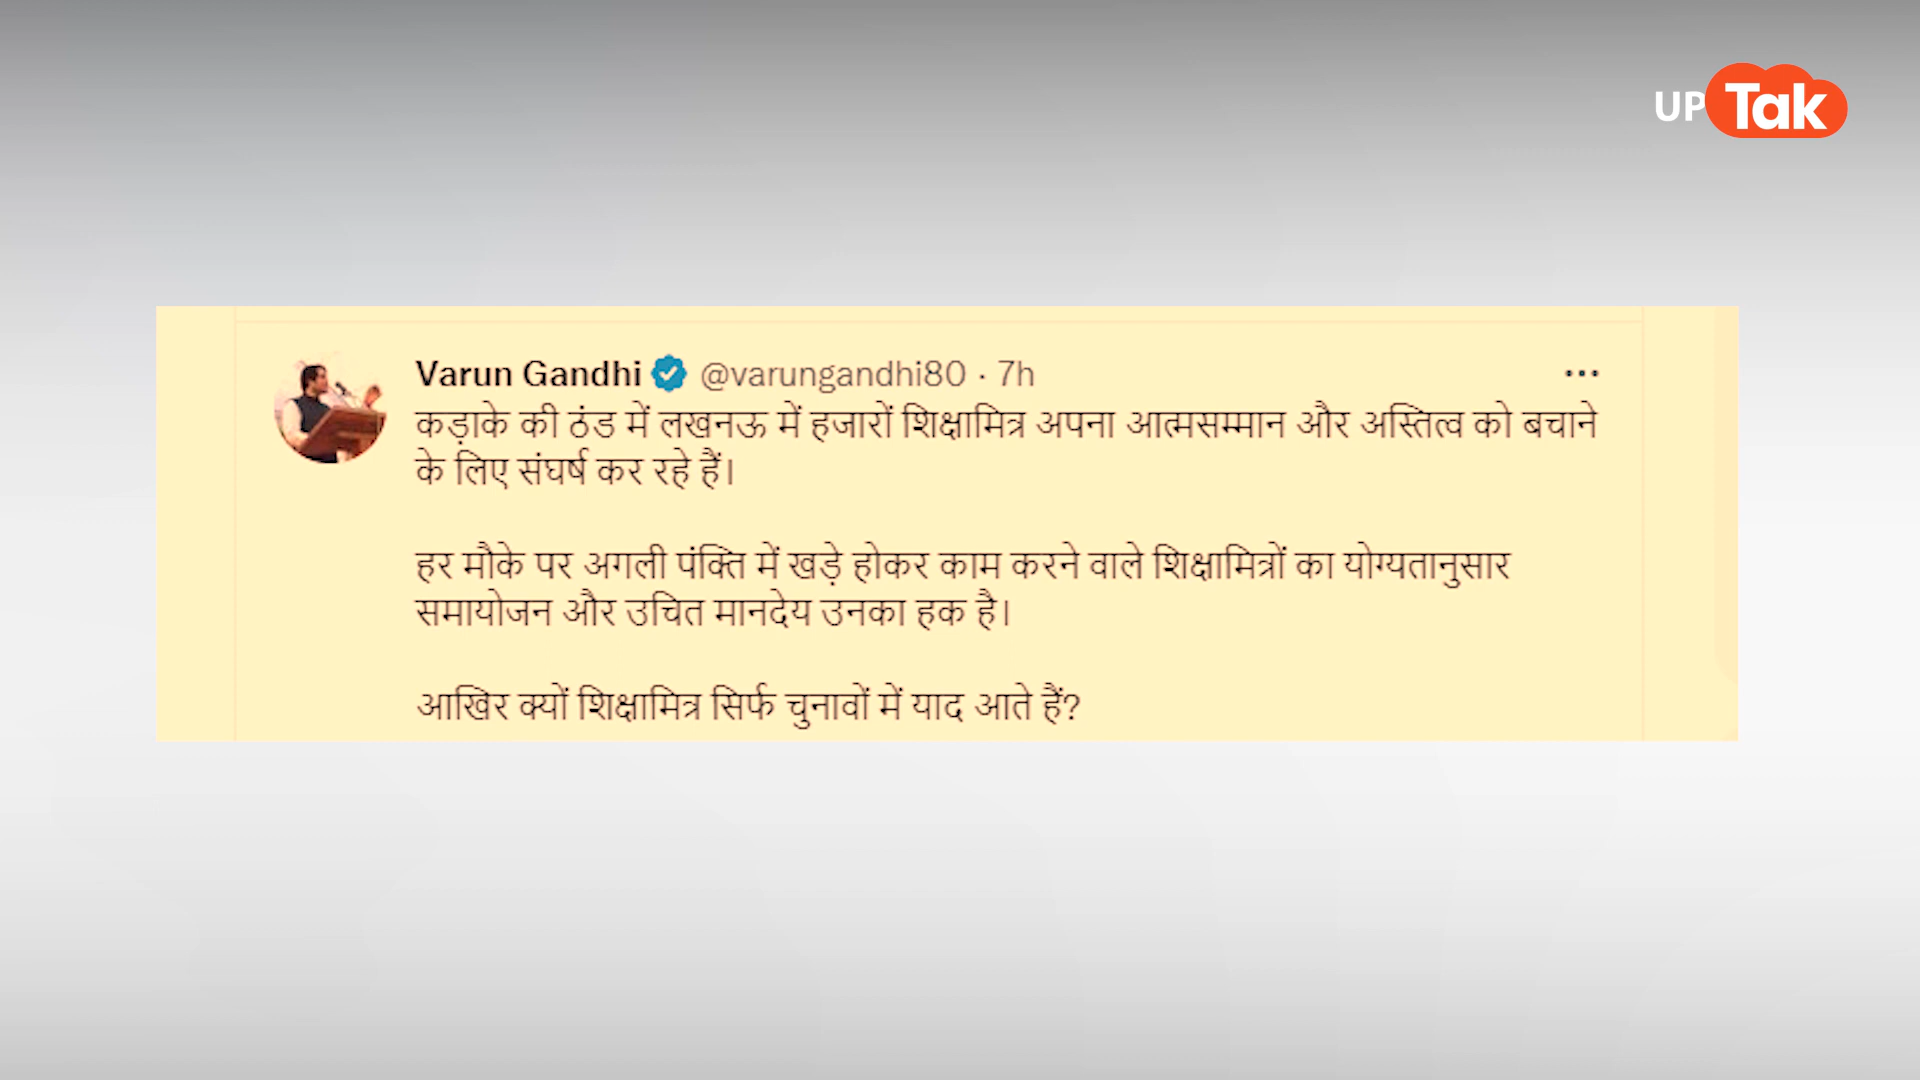 UP Tak
Varun Gandhi @varungandhi80 · 7h
कड़ाके की ठंड में लखनऊ में हजारों शिक्षामित्र अपना आत्मसम्मान और अस्तित्व को बचाने
के लिए संघर्ष कर रहे हैं।
हर मौके पर अगली पंक्ति में खड़े होकर काम करने वाले शिक्षामित्रों का योग्यतानुसार
समायोजन और उचित मानदेय उनका हक है।
आखिर क्यों शिक्षामित्र सिर्फ चुनावों में याद आते हैं?